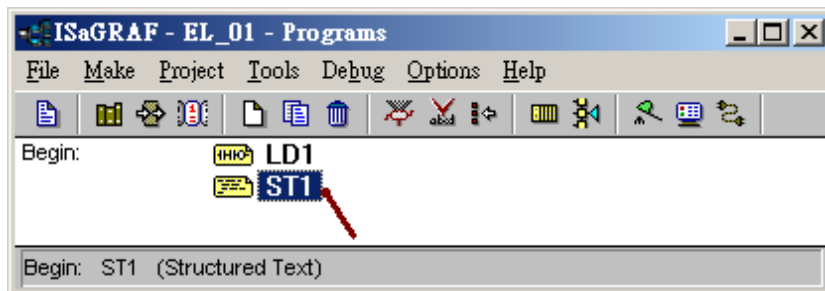 ISaGRAF - EL_01 - Programs
File Make Project Tools Debug Options Help
Begin: LD1
ST1
Begin: ST1 (Structured Text)